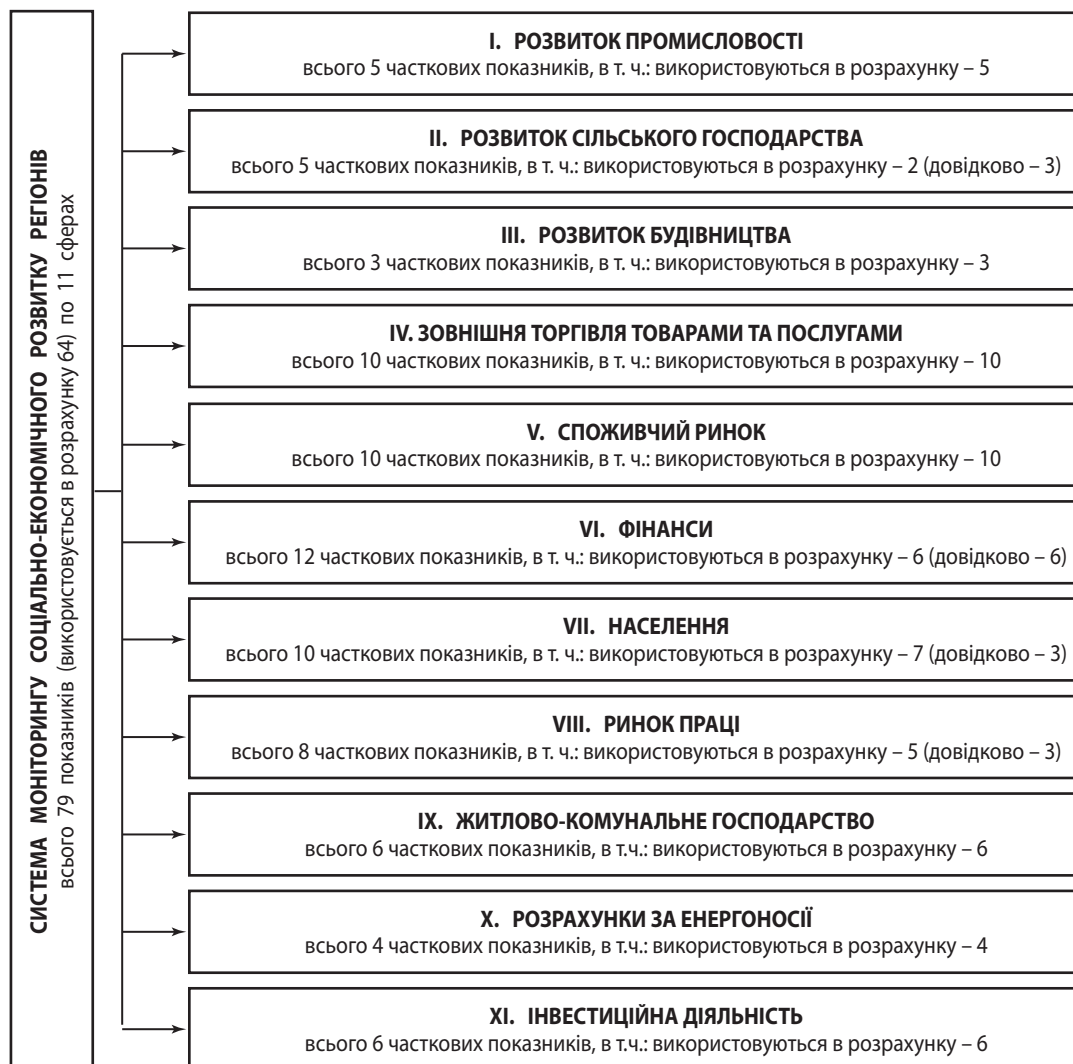 СИСТЕМА МОНІТОРИНГУ СОЦІАЛЬНО-ЕКОНОМІЧНОГО РОЗВИТКУ РЕГІОНІВ
всього 79 показників (використовується в розрахунку 64) по 11 сферах
I. РОЗВИТОК ПРОМИСЛОВОСТІ
всього 5 часткових показників, в т. ч.: використовуються в розрахунку – 5
II. РОЗВИТОК СІЛЬСЬКОГО ГОСПОДАРСТВА
всього 5 часткових показників, в т. ч.: використовуються в розрахунку – 2 (довідково – 3)
III. РОЗВИТОК БУДІВНИЦТВА
всього 3 часткових показників, в т. ч.: використовуються в розрахунку – 3
IV. ЗОВНІШНЯ ТОРГІВЛЯ ТОВАРАМИ ТА ПОСЛУГАМИ
всього 10 часткових показників, в т. ч.: використовуються в розрахунку – 10
V. СПОЖИВЧИЙ РИНОК
всього 10 часткових показників, в т. ч.: використовуються в розрахунку – 10
VI. ФІНАНСИ
всього 12 часткових показників, в т. ч.: використовуються в розрахунку – 6 (довідково – 6)
VII. НАСЕЛЕННЯ
всього 10 часткових показників, в т. ч.: використовуються в розрахунку – 7 (довідково – 3)
VIII. РИНОК ПРАЦІ
всього 8 часткових показників, в т. ч.: використовуються в розрахунку – 5 (довідково – 3)
IX. ЖИТЛОВО-КОМУНАЛЬНЕ ГОСПОДАРСТВО
всього 6 часткових показників, в т.ч.: використовуються в розрахунку – 6
X. РОЗРАХУНКИ ЗА ЕНЕРГОНОСІЇ
всього 4 часткових показників, в т.ч.: використовуються в розрахунку – 4
XI. ІНВЕСТИЦІЙНА ДІЯЛЬНІСТЬ
всього 6 часткових показників, в т.ч.: використовуються в розрахунку – 6